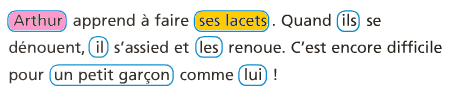 Arthur apprend à faire ses lacets. Quand ils se
dénouent, il s'assied et les renoue. C'est encore difficile
pour un petit garçon comme lui !